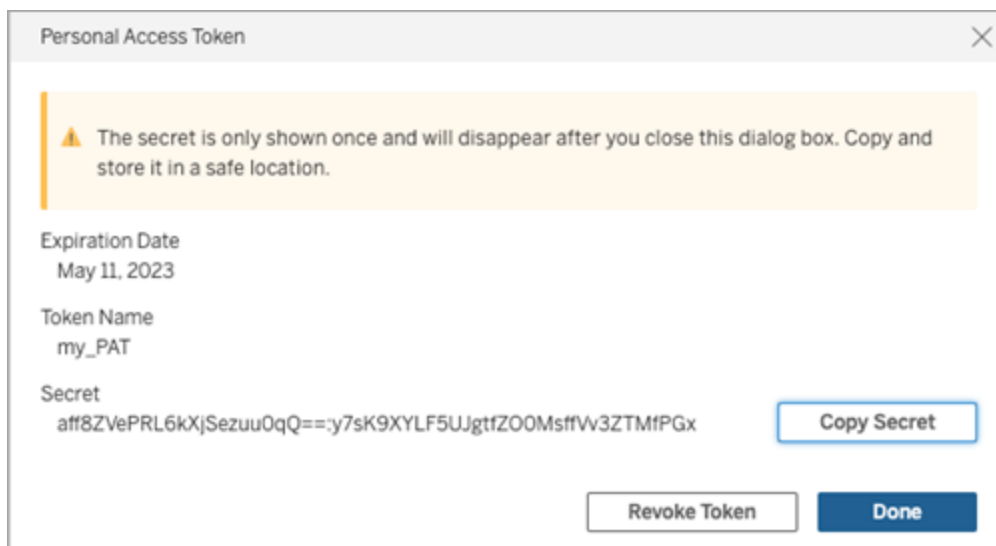 Personal Access Token
The secret is only shown once and will disappear after you close this dialog box. Copy and
store it in a safe location.
Expiration Date
May 11, 2023
Token Name
my_PAT
Secret
aff8ZVePRL6kXjSezuu0qQ==:y7sK9XYLF5UJgtfZO0MsffVv3ZTMfPGx
Copy Secret
Revoke Token
Done